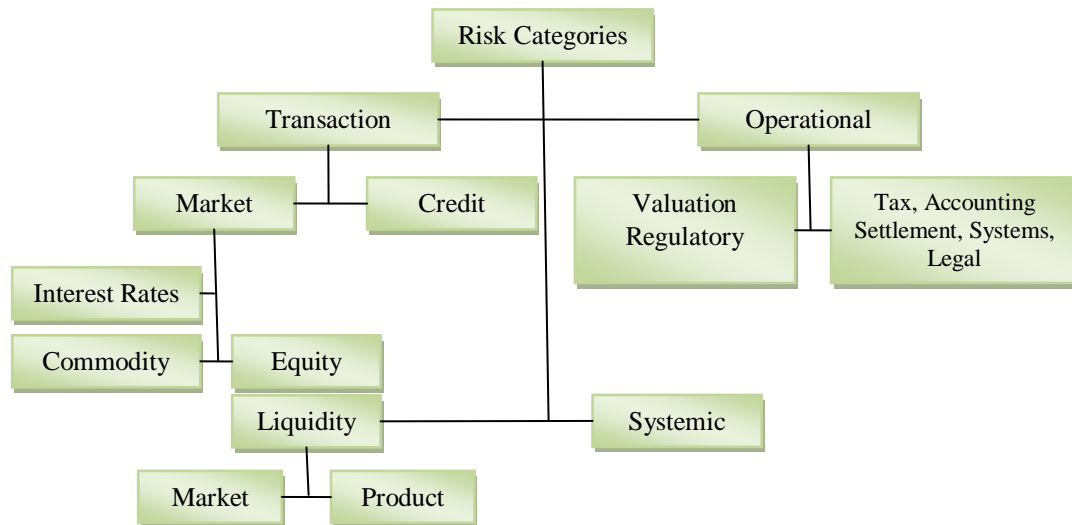 Risk Categories
Transaction
Operational
Market
Credit
Valuation
Regulatory
Tax, Accounting
Settlement, Systems,
Legal
Interest Rates
Commodity
Equity
Liquidity
Systemic
Market
Product